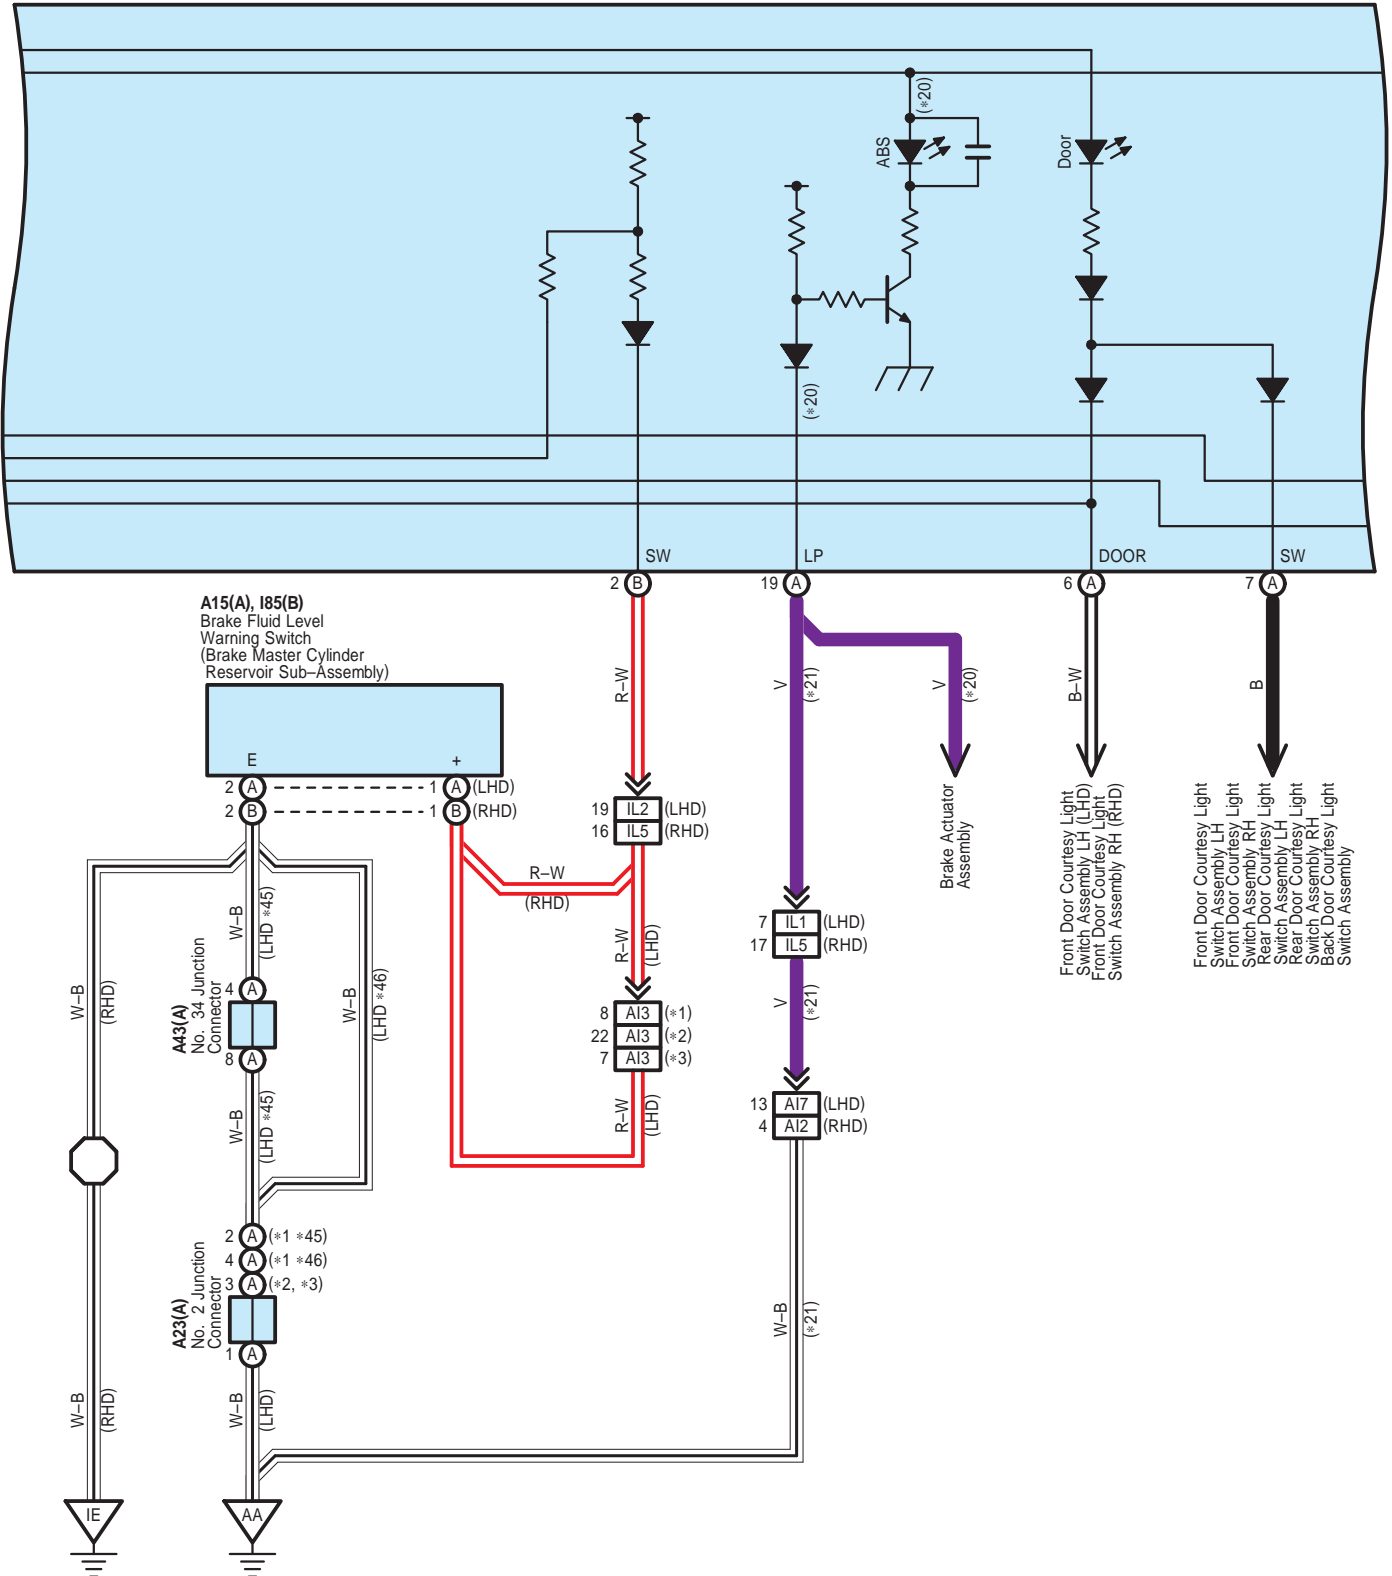 (*20)
ABS
Door
(*20)
SW
LP
DOOR
SW
2 B
19 A
6 A
7 A
A15(A), I85(B)
Brake Fluid Level
Warning Switch
(Brake Master Cylinder
Reservoir Sub–Assembly)
E
+
2 A
1 A (LHD)
2 B
1 B (RHD)
R–W
V
(*21)
V
(*20)
B–W
B
19 IL2 (LHD)
16 IL5 (RHD)
Brake Actuator
Assembly
Front Door Courtesy Light
Switch Assembly LH (LHD)
Front Door Courtesy Light
Switch Assembly RH (RHD)
Front Door Courtesy Light
Switch Assembly LH
Front Door Courtesy Light
Switch Assembly RH
Rear Door Courtesy Light
Switch Assembly LH
Rear Door Courtesy Light
Switch Assembly RH
Back Door Courtesy Light
Switch Assembly
R–W
(RHD)
W–B
(LHD *45)
R–W
(LHD)
7 IL1 (LHD)
17 IL5 (RHD)
W–B
(RHD)
A43(A)
No. 34 Junction
Connector
4 A
8 A
W–B
(LHD *46)
8 AI3 (*1)
22 AI3 (*2)
7 AI3 (*3)
V
(*21)
W–B
(LHD *45)
R–W
(LHD)
13 AI7 (LHD)
4 AI2 (RHD)
2 A (*1 *45)
4 A (*1 *46)
3 A (*2, *3)
A23(A)
No. 2 Junction
Connector
1 A
W–B
(*21)
W–B
(RHD)
W–B
(LHD)
IE
AA